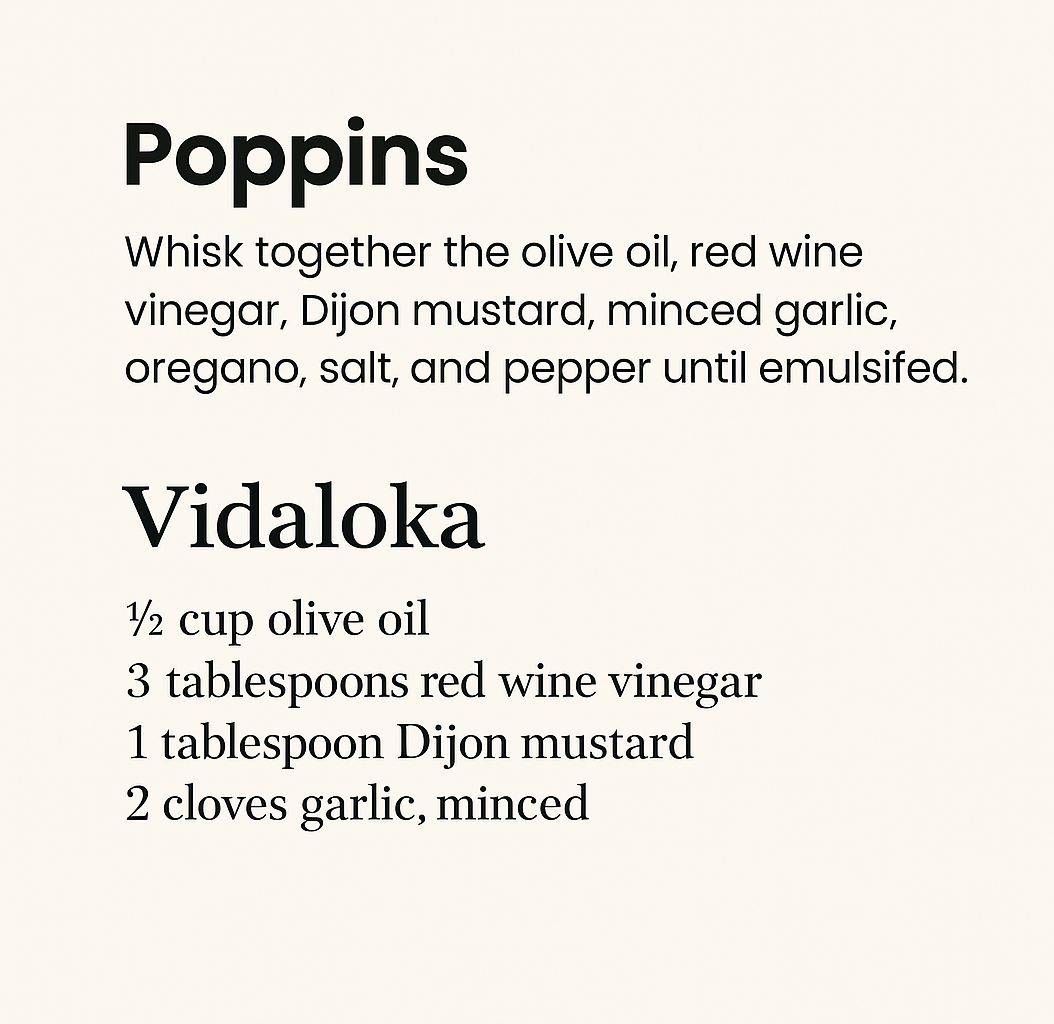 Poppins
Whisk together the olive oil, red wine
vinegar, Dijon mustard, minced garlic,
oregano, salt, and pepper until emulsifed.
Vidaloka
½ cup olive oil
3 tablespoons red wine vinegar
1 tablespoon Dijon mustard
2 cloves garlic, minced